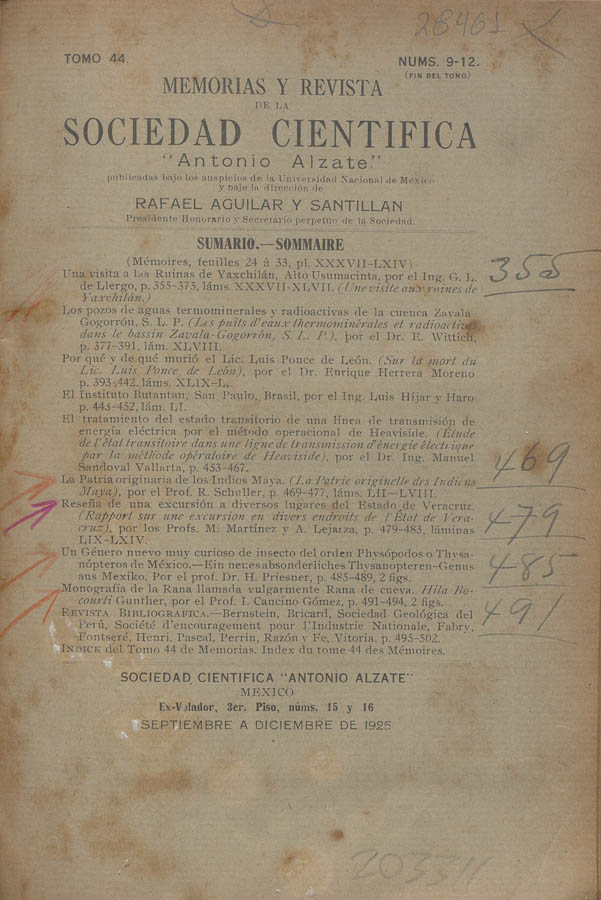 28461
TOMO 44.
NUMS. 9-12.
(FIN DEL TOMO)
MEMORIAS Y REVISTA
DE LA
SOCIEDAD CIENTIFICA
"Antonio Alzate."
publicadas bajo los auspicios de la Universidad Nacional de México
y bajo la dirección de
RAFAEL AGUILAR Y SANTILLAN
Presidente Honorario y Secretario perpetuo de la Sociedad.
SUMARIO.—SOMMAIRE
(Mémoires, feuilles 24 à 33, pl. XXXVII-LXIV)
Una visita a las Ruinas de Yaxchilán, Alto Usumacinta, por el Ing. G. L.
de Llergo, p. 355-375, láms. XXXVII-XLVII. (Une visite aux ruines de
Yaxchilán.)
355
Los pozos de aguas termominerales y radioactivas de la cuenca Zavala-
Gogorrón, S. L. P. (Les puits d'eaux thermominérales et radioactives
dans le bassin Zavala-Gogorrón, S. L. P.), por el Dr. E. Wittich,
p. 377-391, lám. XLVIII.
Por qué y de qué murió el Lic. Luis Ponce de León. (Sur la mort du
Lic. Luis Ponce de León), por el Dr. Enrique Herrera Moreno
p. 393-442, láms. XLIX-L.
El Instituto Butantan, San Paulo, Brasil, por el Ing. Luis Híjar y Haro
p. 443-452, lám. LI.
El tratamiento del estado transitorio de una línea de transmisión de
energía eléctrica por el método operacional de Heaviside. (Étude
de l'état transitoire dans une ligne de transmission d'énergie électrique
par la méthode opératoire de Heaviside), por el Dr. Ing. Manuel
Sandoval Vallarta, p. 453-467.
La Patria originaria de los Indios Maya. (La Patrie originelle des Indiens
Maya), por el Prof. R. Schuller, p. 469-477, láms. LII-LVIII.
469
Reseña de una excursión a diversos lugares del Estado de Veracruz.
(Rapport sur une excursion en divers endroits de l'État de Vera-
cruz), por los Profs. M. Martínez y A. Lejarza, p. 479-483, láminas
LIX-LXIV.
479
Un Género nuevo muy curioso de insecto del orden Physópodos o Thysa-
nópteros de México.—Ein neues absonderliches Thysanopteren-Genus
aus Mexiko. Por el prof. Dr. H. Priesner, p. 485-489, 2 figs.
485
Monografía de la Rana llamada vulgarmente Rana de cueva. Hila Bo-
courti Gunther, por el Prof. I. Cancino Gómez, p. 491-494, 2 figs.
491
REVISTA BIBLIOGRAFICA.—Bernstein, Bricard, Sociedad Geológica del
Perú, Société d'encouragement pour l'Industrie Nationale, Fabry,
Fontseré, Henri, Pascal, Perrin, Razón y Fe, Vitoria. p. 495-502.
INDICE del Tomo 44 de Memorias. Index du tome 44 des Mémoires.
SOCIEDAD CIENTIFICA "ANTONIO ALZATE"
MEXICO
Ex-Volador, 3er. Piso, núms. 15 y 16
SEPTIEMBRE A DICIEMBRE DE 1925
203311